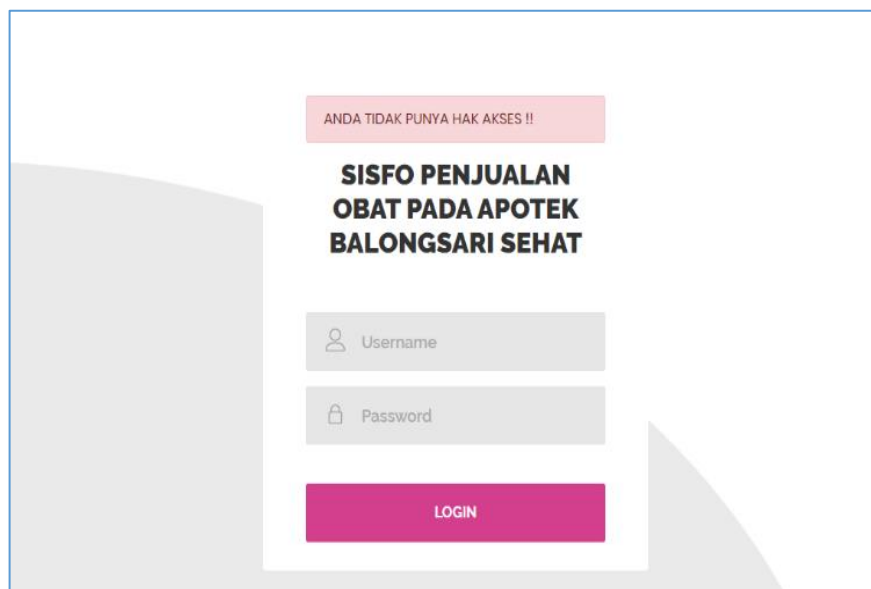 ANDA TIDAK PUNYA HAK AKSES !!
SISFO PENJUALAN
OBAT PADA APOTEK
BALONGSARI SEHAT
Username
Password
LOGIN